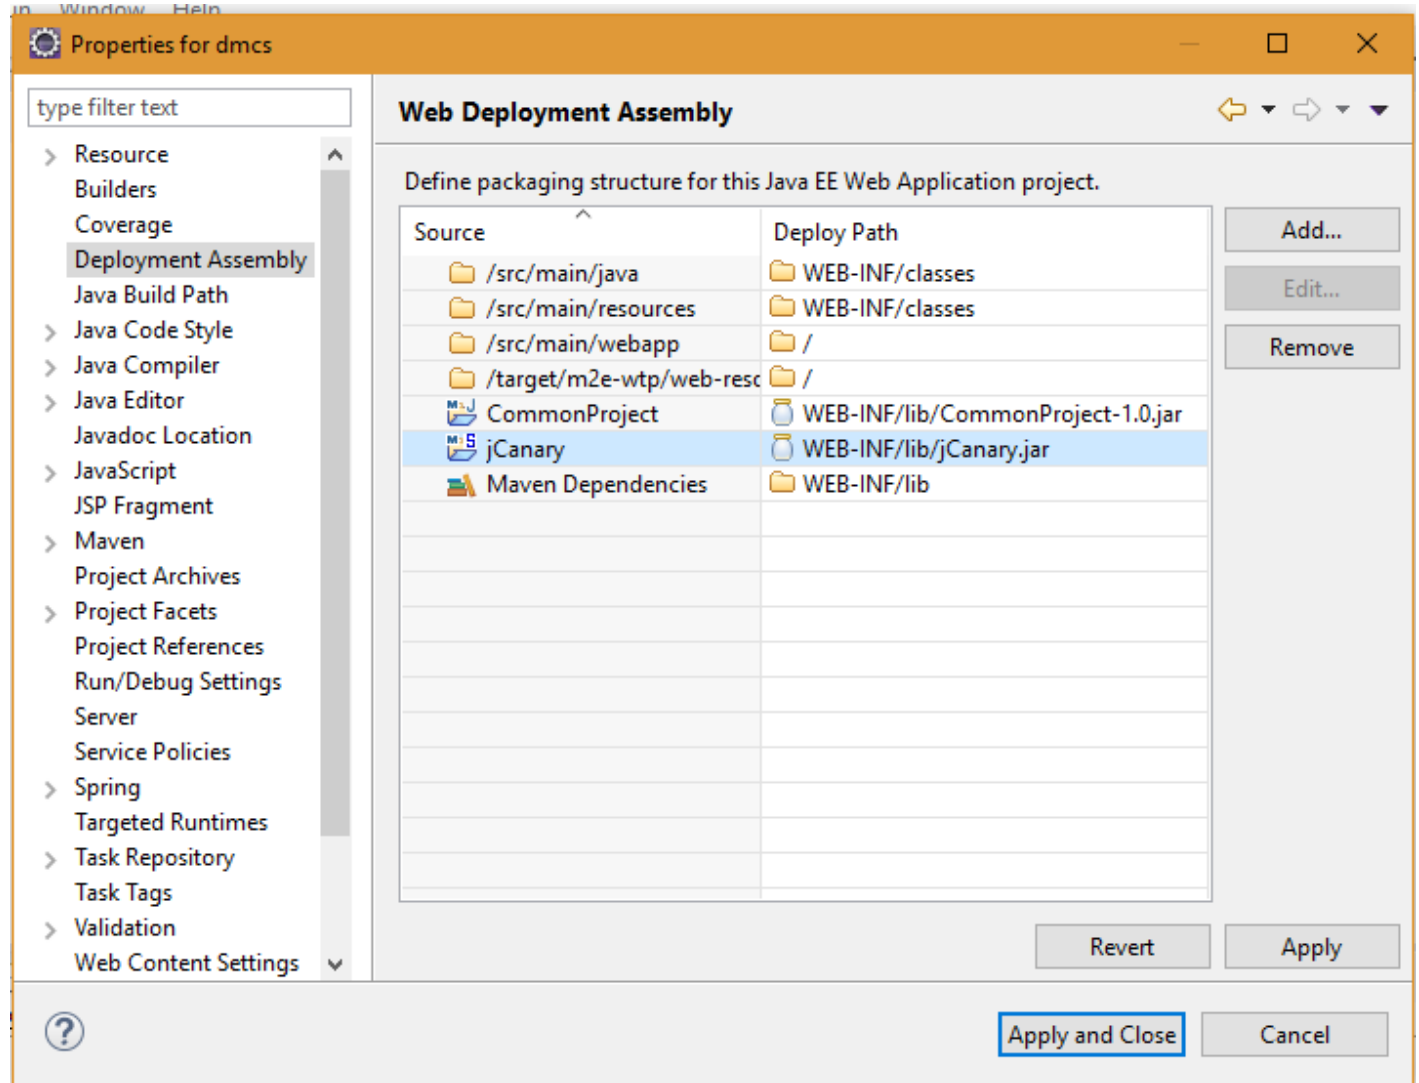 Window Help
Properties for dmcs
type filter text
Resource
Builders
Coverage
Deployment Assembly
Java Build Path
Java Code Style
Java Compiler
Java Editor
Javadoc Location
JavaScript
JSP Fragment
Maven
Project Archives
Project Facets
Project References
Run/Debug Settings
Server
Service Policies
Spring
Targeted Runtimes
Task Repository
Task Tags
Validation
Web Content Settings
Web Deployment Assembly
Define packaging structure for this Java EE Web Application project.
Source Deploy Path
/src/main/java WEB-INF/classes
/src/main/resources WEB-INF/classes
/src/main/webapp /
/target/m2e-wtp/web-resc /
CommonProject WEB-INF/lib/CommonProject-1.0.jar
jCanary WEB-INF/lib/jCanary.jar
Maven Dependencies WEB-INF/lib
Add...
Edit...
Remove
Revert Apply
Apply and Close Cancel